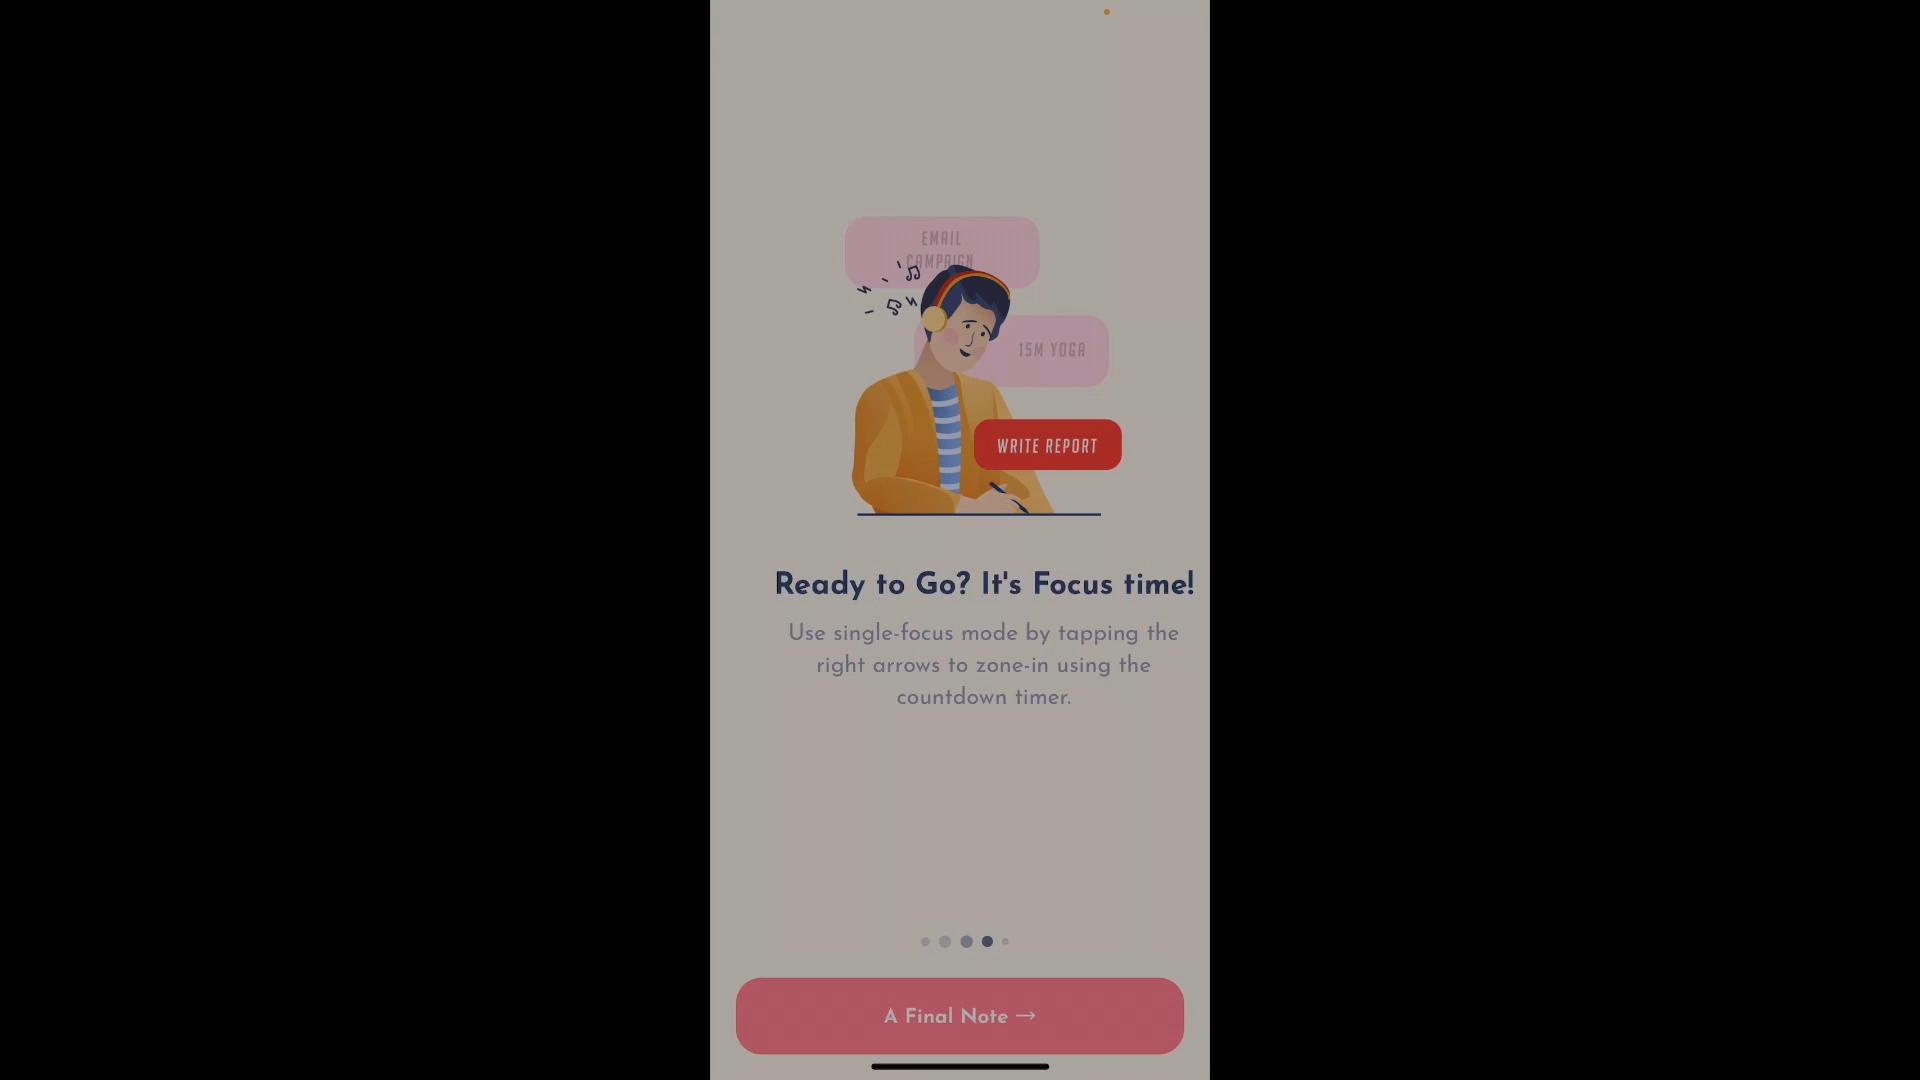 EMAIL
CAMPAIGN
15M YOGA
WRITE REPORT
Ready to Go? It's Focus time!
Use single-focus mode by tapping the
right arrows to zone-in using the
countdown timer.
A Final Note →